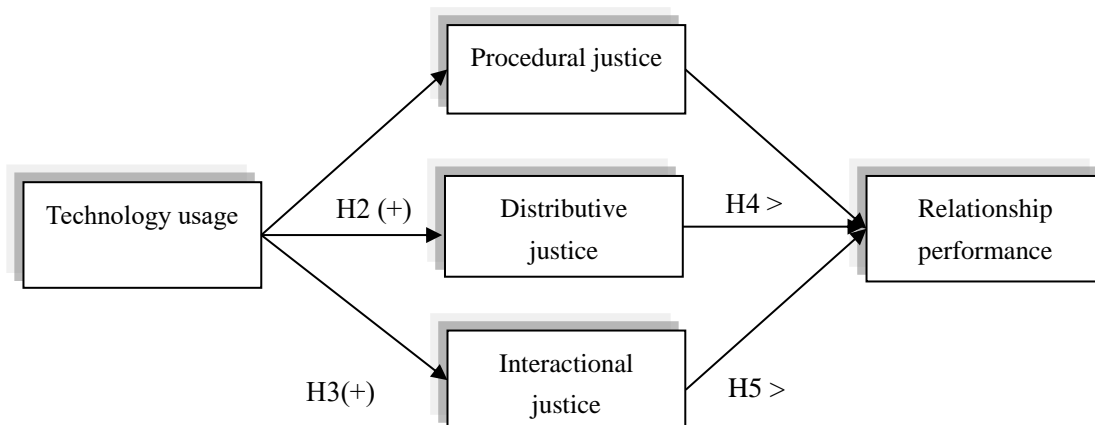 Procedural justice
Technology usage
H2 (+)
Distributive
justice
H4 >
Relationship
performance
H3(+)
Interactional
justice
H5 >